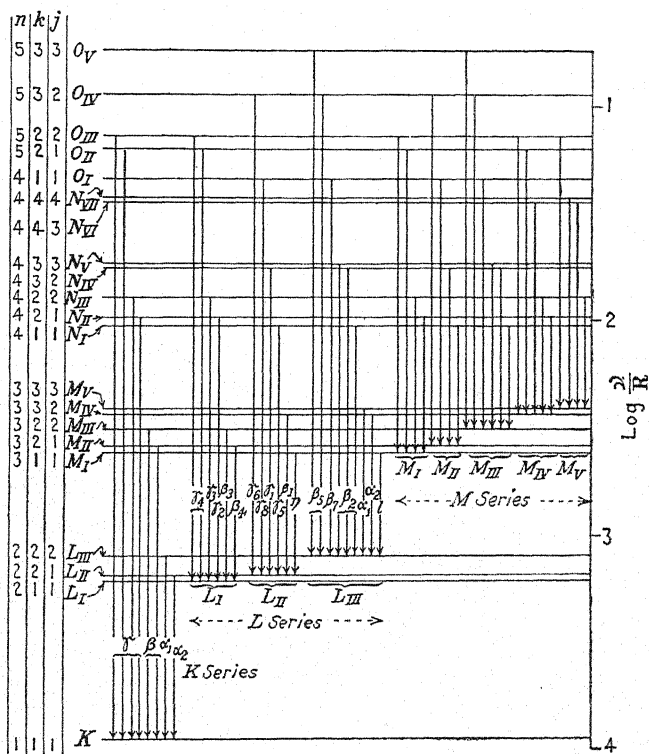 n k j
5 3 3 O_V
5 3 2 O_IV
1
5 2 2 O_III
5 2 1 O_II
4 1 1 O_I
4 4 4 N_VII
4 4 3 N_VI
4 3 3 N_V
4 3 2 N_IV
4 2 2 N_III
4 2 1 N_II
4 1 1 N_I
2
3 3 3 M_V
3 3 2 M_IV
3 2 2 M_III
3 2 1 M_II
3 1 1 M_I
Log ν/R
M_I M_II M_III M_IV M_V
M Series
γ4 γ3 γ2 β3 β4 γ6 γ8 γ1 γ5 β1 η β5 β7 β2 α1 α2 l
3
2 2 2 L_III
2 2 1 L_II
2 1 1 L_I
L_I L_II L_III
L Series
γ β α1 α2
K Series
1 1 1 K
4